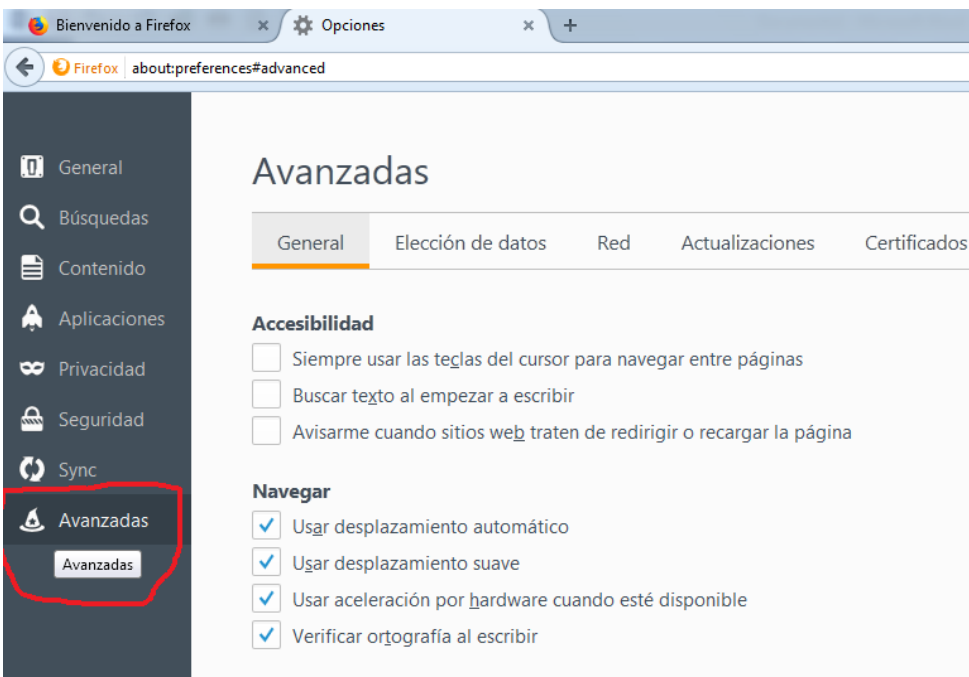 Bienvenido a Firefox
Opciones
Firefox about:preferences#advanced
General
Búsquedas
Contenido
Aplicaciones
Privacidad
Seguridad
Sync
Avanzadas
Avanzadas
Avanzadas
General Elección de datos Red Actualizaciones Certificados
Accesibilidad
Siempre usar las teclas del cursor para navegar entre páginas
Buscar texto al empezar a escribir
Avisarme cuando sitios web traten de redirigir o recargar la página
Navegar
Usar desplazamiento automático
Usar desplazamiento suave
Usar aceleración por hardware cuando esté disponible
Verificar ortografía al escribir